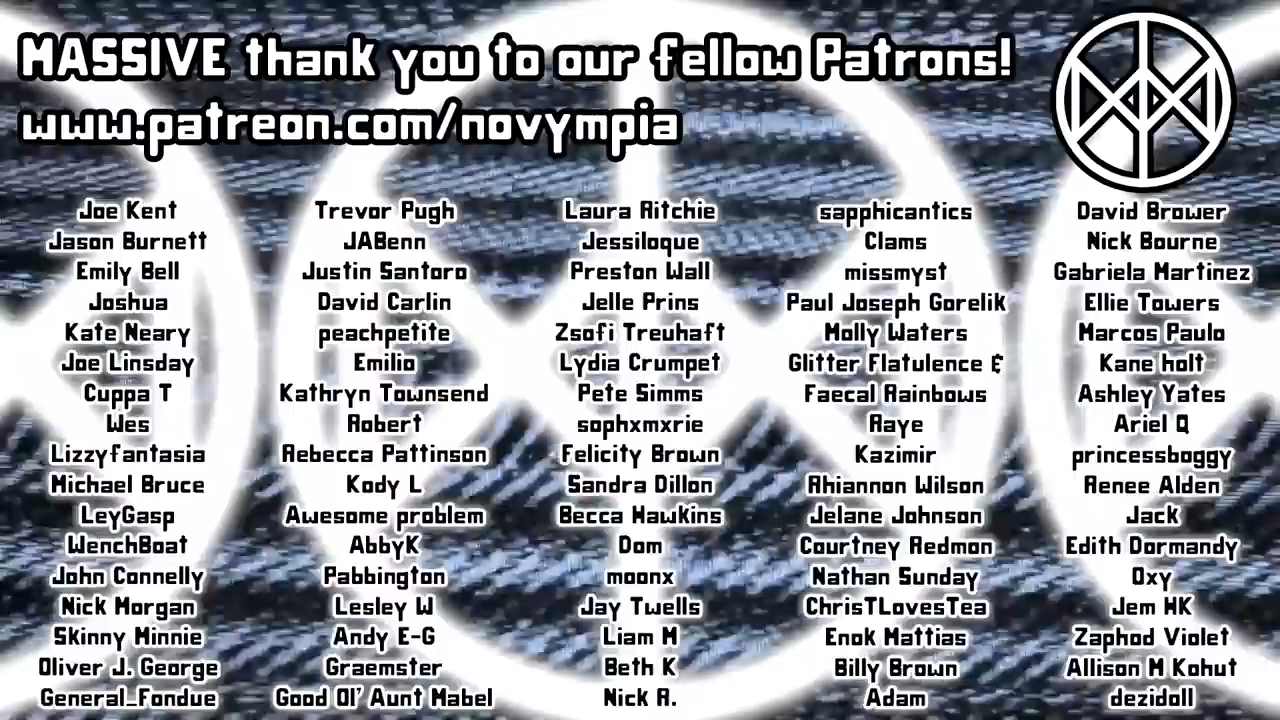 MASSIVE thank you to our fellow Patrons!
www.patreon.com/novympia
Joe Kent
Jason Burnett
Emily Bell
Joshua
Kate Neary
Joe Linsday
Cuppa T
Wes
Lizzyfantasia
Michael Bruce
LeyGasp
WenchBoat
John Connelly
Nick Morgan
Skinny Minnie
Oliver J. George
General_Fondue
Trevor Pugh
JABenn
Justin Santoro
David Carlin
peachpetite
Emilio
Kathryn Townsend
Robert
Rebecca Pattinson
Kody L
Awesome problem
AbbyK
Pabbington
Lesley W
Andy E-G
Graemster
Good Ol' Aunt Mabel
Laura Ritchie
Jessiloque
Preston Wall
Jelle Prins
Zsofi Treuhaft
Lydia Crumpet
Pete Simms
sophxmxrie
Felicity Brown
Sandra Dillon
Becca Hawkins
Dom
moonx
Jay Twells
Liam M
Beth K
Nick R.
sapphicantics
Clams
missmyst
Paul Joseph Gorelik
Molly Waters
Glitter Flatulence &
Faecal Rainbows
Raye
Kazimir
Rhiannon Wilson
Jelane Johnson
Courtney Redmon
Nathan Sunday
ChrisTLovesTea
Enok Mattias
Billy Brown
Adam
David Brower
Nick Bourne
Gabriela Martinez
Ellie Towers
Marcos Paulo
Kane holt
Ashley Yates
Ariel Q
princessboggy
Renee Alden
Jack
Edith Dormandy
Oxy
Jem HK
Zaphod Violet
Allison M Kohut
dezidoll